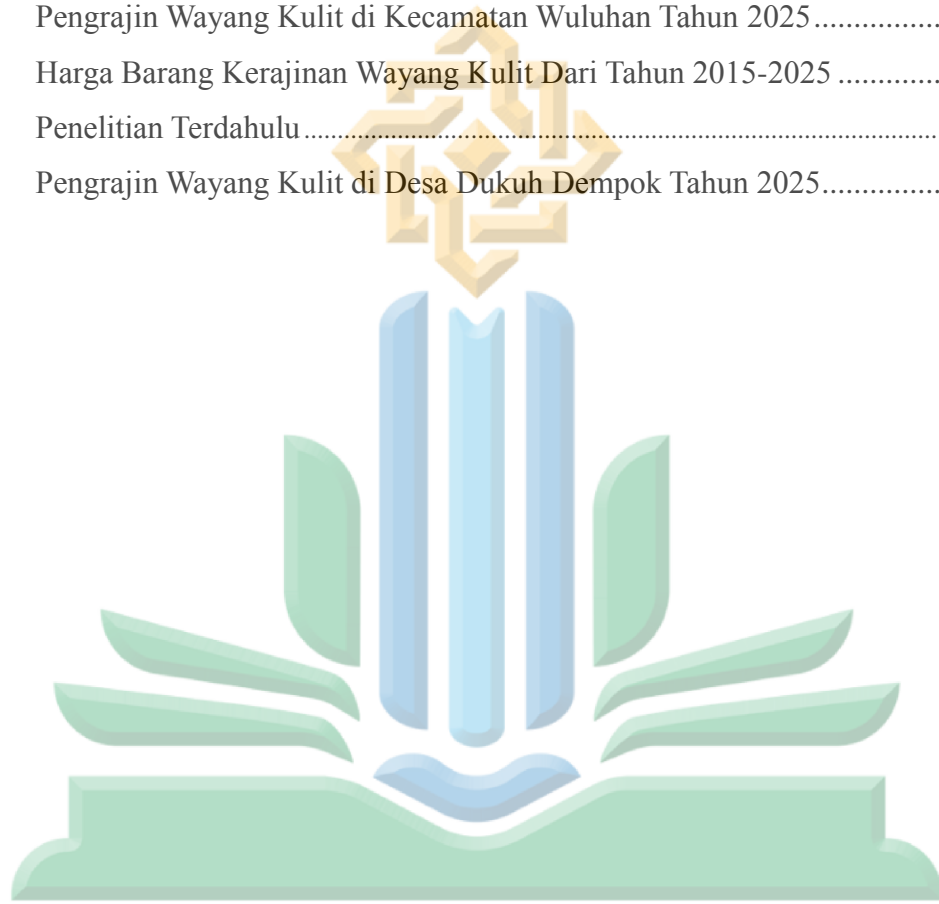 Pengrajin Wayang Kulit di Kecamatan Wuluhan Tahun 2025..............
Harga Barang Kerajinan Wayang Kulit Dari Tahun 2015-2025............
Penelitian Terdahulu................................................................................
Pengrajin Wayang Kulit di Desa Dukuh Dempok Tahun 2025.............